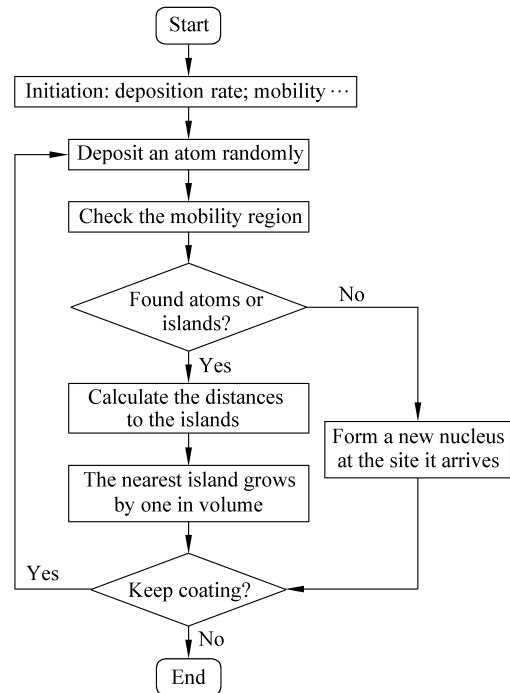 Start
Initiation: deposition rate; mobility ···
Deposit an atom randomly
Check the mobility region
Found atoms or
islands?
No
Yes
Calculate the distances
to the islands
Form a new nucleus
at the site it arrives
The nearest island grows
by one in volume
Yes
Keep coating?
No
End